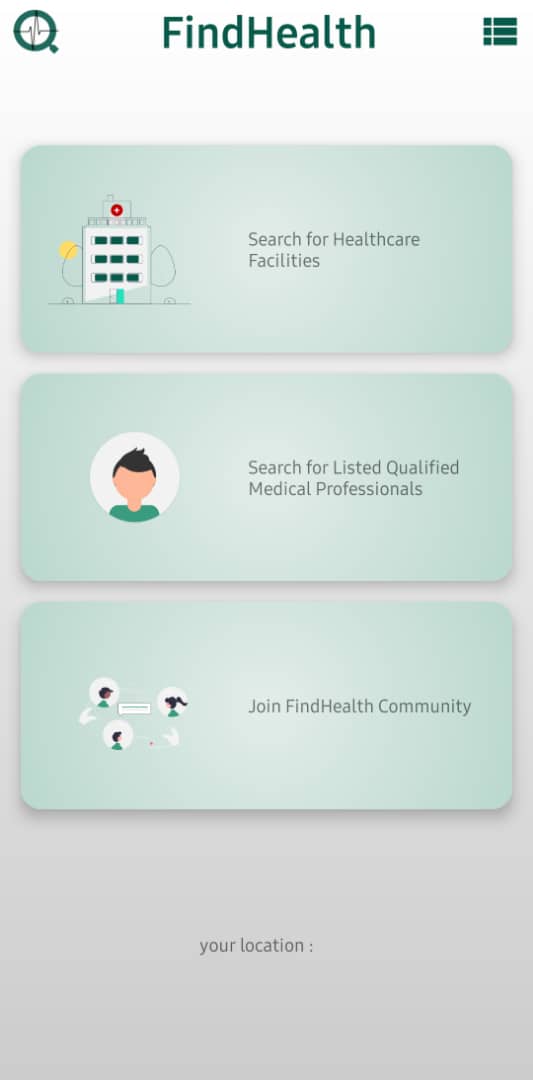 FindHealth
Search for Healthcare
Facilities
Search for Listed Qualified
Medical Professionals
Join FindHealth Community
your location :